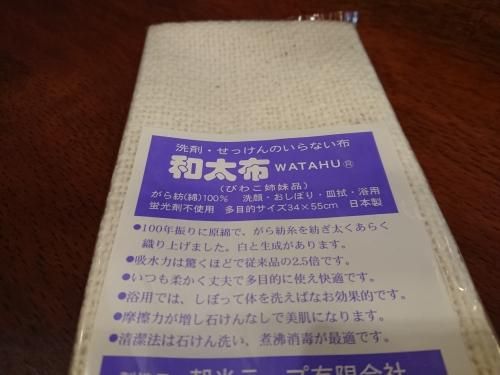 洗剤・せっけんのいらない布
和太布 WATAHU Ⓡ
(びわこ姉妹品)
がら紡(綿)100% 洗顔・おしぼり・皿拭・浴用
蛍光剤不使用 多目的サイズ34×55cm 日本製
●100年振りに原綿で、がら紡糸を紡ぎ太くあらく
織り上げました。白と生成があります。
●吸水力は驚くほどで従来品の2.5倍です。
●いつも柔かく丈夫で多目的に使え快適です。
●浴用では、しぼって体を洗えばなお効果的です。
●摩擦力が増し石けんなしで美肌になります。
●清潔法は石けん洗い、煮沸消毒が最適です。
朝光テープ有限会社